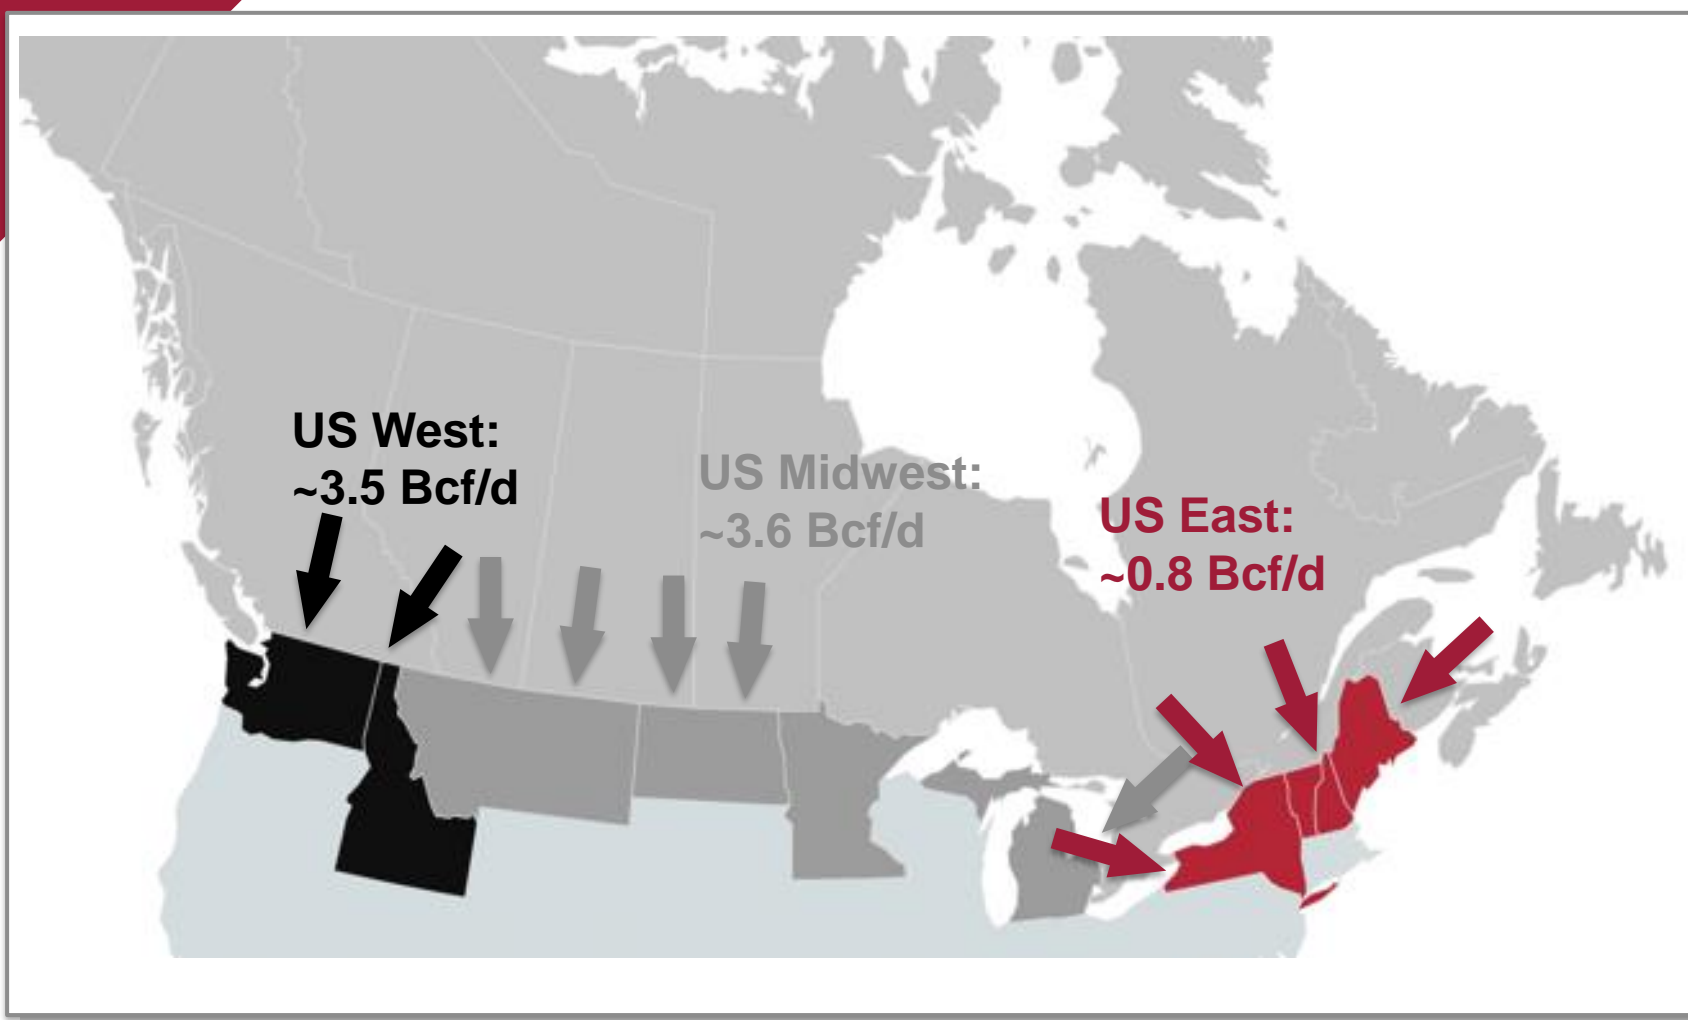 US West:
~3.5 Bcf/d
US Midwest:
~3.6 Bcf/d
US East:
~0.8 Bcf/d